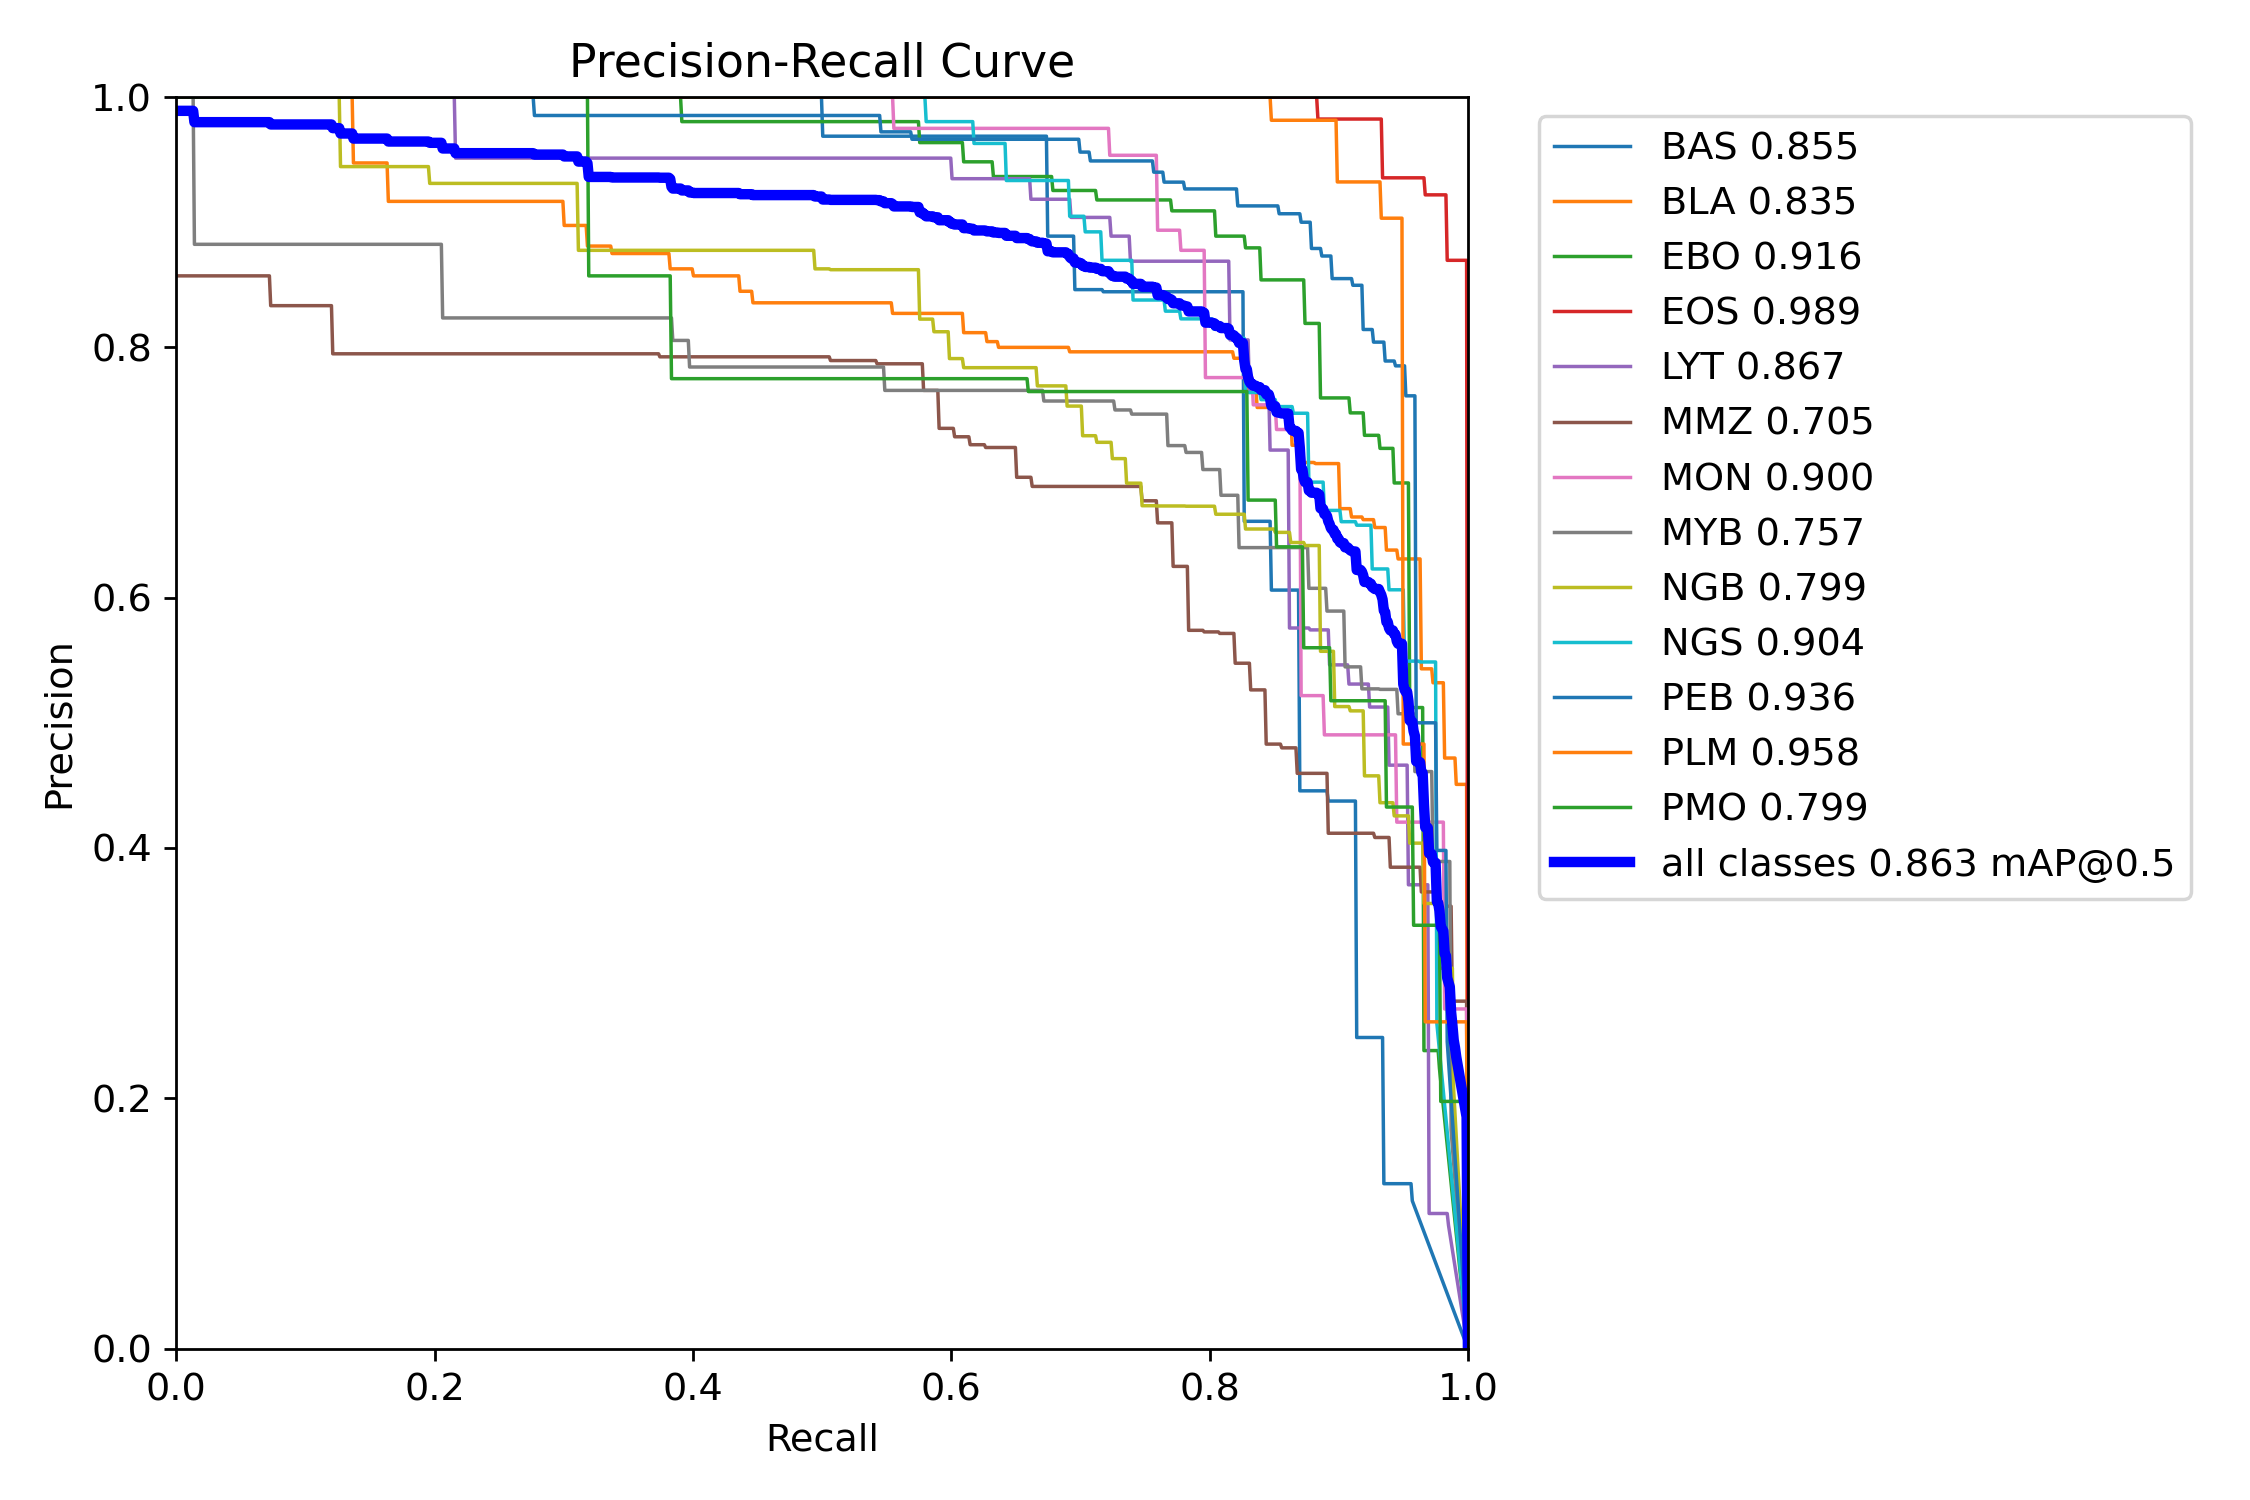 Precision-Recall Curve
1.0
0.8
0.6
0.4
0.2
0.0
Precision
0.0 0.2 0.4 0.6 0.8 1.0
Recall
BAS 0.855
BLA 0.835
EBO 0.916
EOS 0.989
LYT 0.867
MMZ 0.705
MON 0.900
MYB 0.757
NGB 0.799
NGS 0.904
PEB 0.936
PLM 0.958
PMO 0.799
all classes 0.863 mAP@0.5